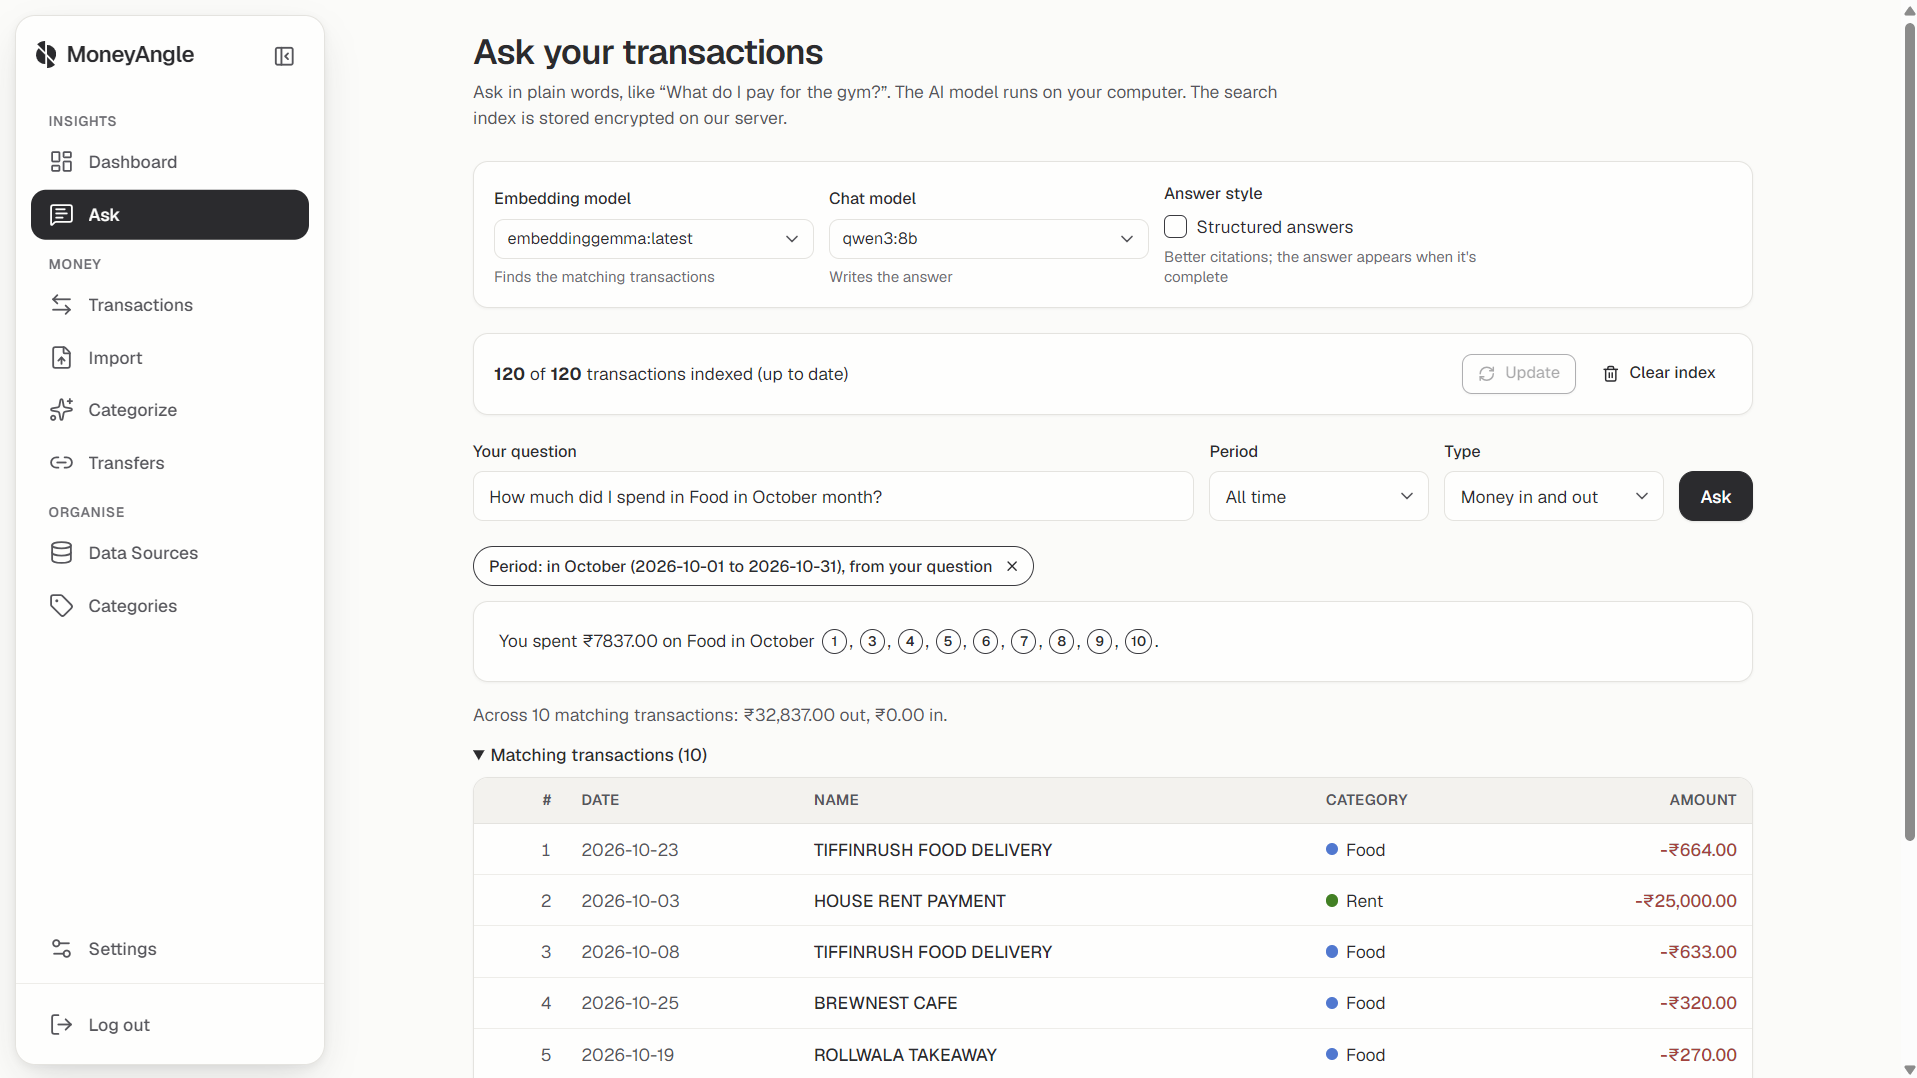 MoneyAngle
INSIGHTS
Dashboard
Ask
MONEY
Transactions
Import
Categorize
Transfers
ORGANISE
Data Sources
Categories
Settings
Log out
Ask your transactions
Ask in plain words, like “What do I pay for the gym?”. The AI model runs on your computer. The search
index is stored encrypted on our server.
Embedding model
embeddinggemma:latest
Finds the matching transactions
Chat model
qwen3:8b
Writes the answer
Answer style
Structured answers
Better citations; the answer appears when it's
complete
120 of 120 transactions indexed (up to date)
Update
Clear index
Your question
How much did I spend in Food in October month?
Period
All time
Type
Money in and out
Ask
Period: in October (2026-10-01 to 2026-10-31), from your question ×
You spent ₹7837.00 on Food in October 1, 3, 4, 5, 6, 7, 8, 9, 10.
Across 10 matching transactions: ₹32,837.00 out, ₹0.00 in.
▼ Matching transactions (10)
# DATE NAME CATEGORY AMOUNT
1 2026-10-23 TIFFINRUSH FOOD DELIVERY Food -₹664.00
2 2026-10-03 HOUSE RENT PAYMENT Rent -₹25,000.00
3 2026-10-08 TIFFINRUSH FOOD DELIVERY Food -₹633.00
4 2026-10-25 BREWNEST CAFE Food -₹320.00
5 2026-10-19 ROLLWALA TAKEAWAY Food -₹270.00